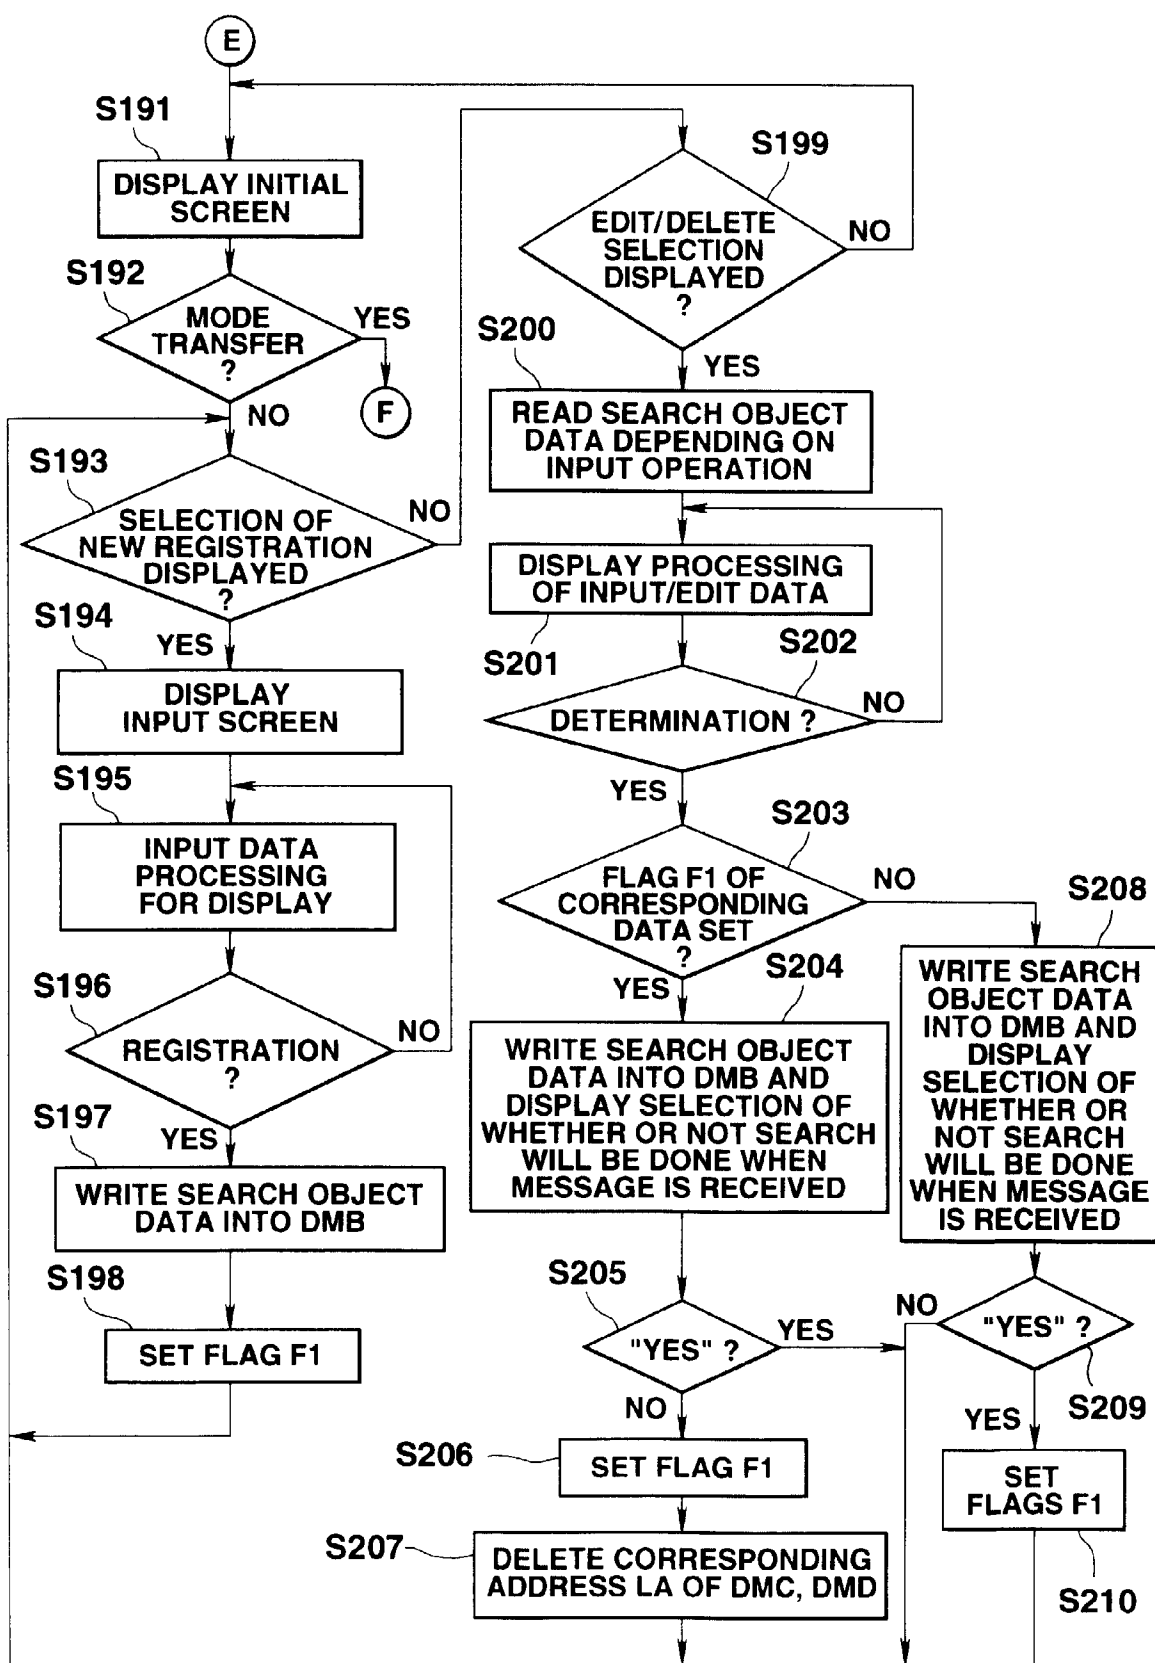 E
S191
DISPLAY INITIAL
SCREEN
S192
MODE
TRANSFER
?
YES
F
NO
S193
SELECTION OF
NEW REGISTRATION
DISPLAYED
?
NO
YES
S194
DISPLAY
INPUT SCREEN
S195
INPUT DATA
PROCESSING
FOR DISPLAY
S196
REGISTRATION
?
NO
YES
S197
WRITE SEARCH OBJECT
DATA INTO DMB
S198
SET FLAG F1
S199
EDIT/DELETE
SELECTION
DISPLAYED
?
NO
YES
S200
READ SEARCH OBJECT
DATA DEPENDING ON
INPUT OPERATION
DISPLAY PROCESSING
OF INPUT/EDIT DATA
S201
S202
DETERMINATION ?
NO
YES
S203
FLAG F1 OF
CORRESPONDING
DATA SET
?
NO
YES
S204
WRITE SEARCH OBJECT
DATA INTO DMB AND
DISPLAY SELECTION OF
WHETHER OR NOT SEARCH
WILL BE DONE WHEN
MESSAGE IS RECEIVED
S205
"YES" ?
YES
NO
S206
SET FLAG F1
S207
DELETE CORRESPONDING
ADDRESS LA OF DMC, DMD
S208
WRITE SEARCH
OBJECT DATA
INTO DMB AND
DISPLAY
SELECTION OF
WHETHER OR
NOT SEARCH
WILL BE DONE
WHEN MESSAGE
IS RECEIVED
NO
"YES" ?
S209
YES
SET
FLAGS F1
S210